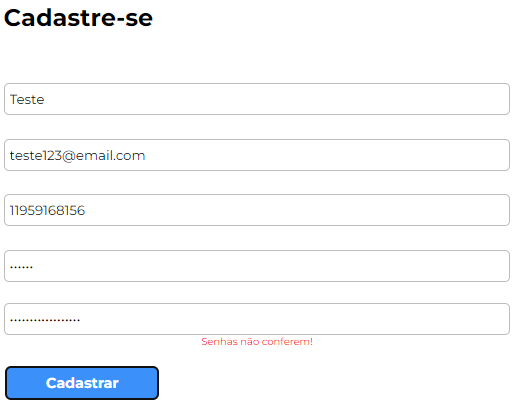 Cadastre-se
Teste
teste123@email.com
11959168156
••••••
••••••••••••••••••
Senhas não conferem!
Cadastrar